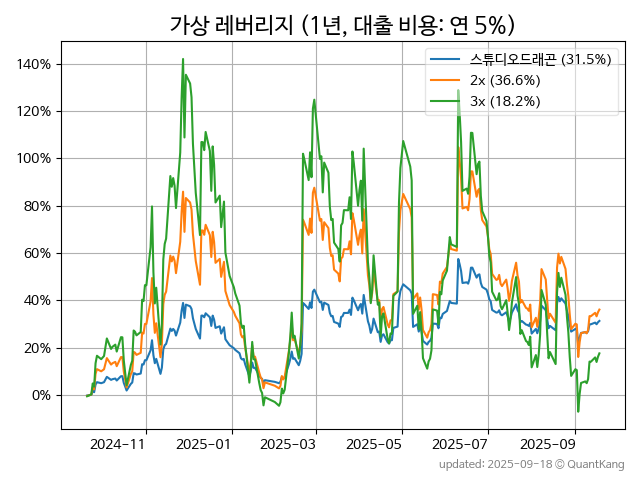 가상 레버리지 (1년, 대출 비용: 연 5%)
스튜디오드래곤 (31.5%)
2x (36.6%)
3x (18.2%)
140%
120%
100%
80%
60%
40%
20%
0%
2024-11
2025-01
2025-03
2025-05
2025-07
2025-09
updated: 2025-09-18 © QuantKang